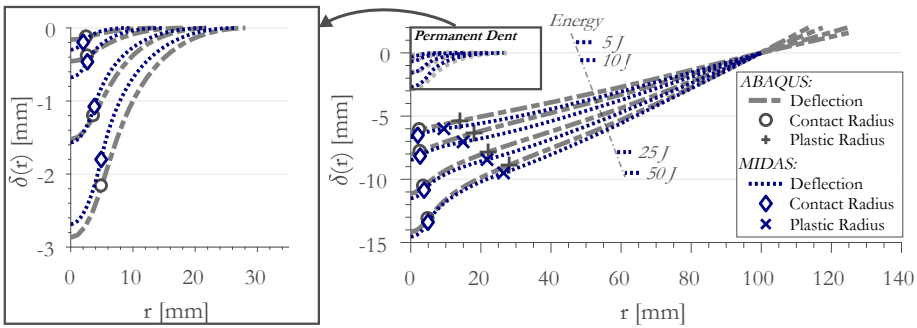 0
-1
-2
-3
0
10
20
30
r [mm]
δ(r) [mm]
Permanent Dent
Energy
5 J
10 J
25 J
50 J
5
0
-5
-10
-15
0
20
40
60
80
100
120
140
r [mm]
δ(r) [mm]
ABAQUS:
Deflection
Contact Radius
Plastic Radius
MIDAS:
Deflection
Contact Radius
Plastic Radius